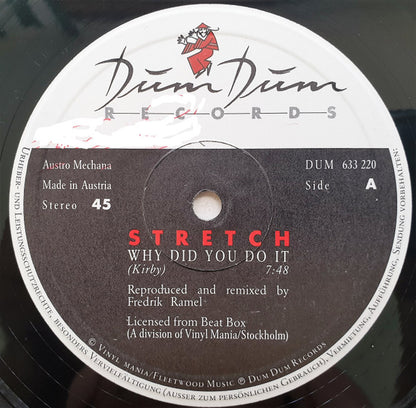 Dum Dum
RECORDS
Austro Mechana
Made in Austria
Stereo 45
DUM 633 220
Side A
STRETCH
WHY DID YOU DO IT
(Kirby) 7:48
Reproduced and remixed by
Fredrik Ramel
Licensed from Beat Box
(A division of Vinyl Mania/Stockholm)
URHEBER- UND LEISTUNGSSCHUTZRECHTE, BESONDERS VERVIELFÄLTIGUNG (AUSSER ZUM PERSÖNLICHEN GEBRAUCH), VERMIETUNG, AUFFÜHRUNG, SENDUNG VORBEHALTEN.
© VINYL MANIA/FLEETWOOD MUSIC ℗ DUM DUM RECORDS